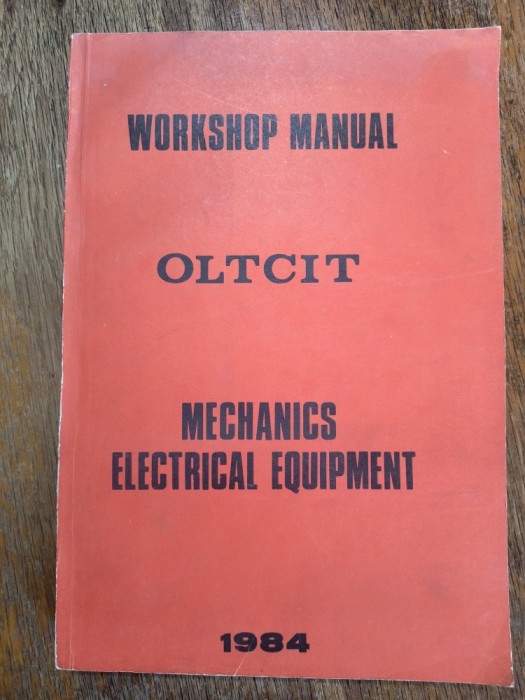 WORKSHOP MANUAL
OLTCIT
MECHANICS
ELECTRICAL EQUIPMENT
1984